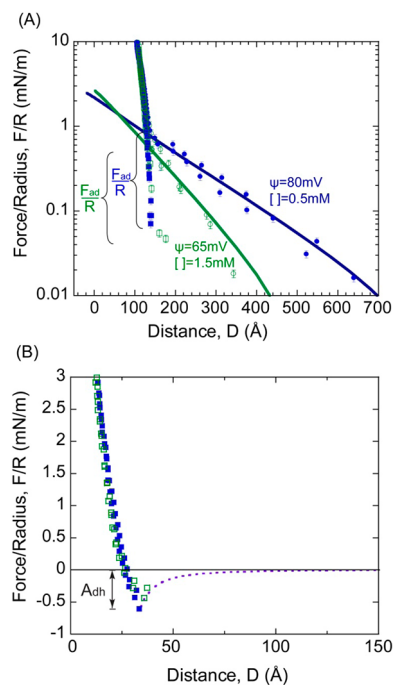 (A)
Force/Radius, F/R (mN/m)
10
1
0.1
0.01
Fad
R
Fad
R
ψ=80mV
[ ]=0.5mM
ψ=65mV
[ ]=1.5mM
0 100 200 300 400 500 600 700
Distance, D (Å)
(B)
Force/Radius, F/R (mN/m)
3
2.5
2
1.5
1
0.5
0
-0.5
-1
Adh
0 50 100 150
Distance, D (Å)